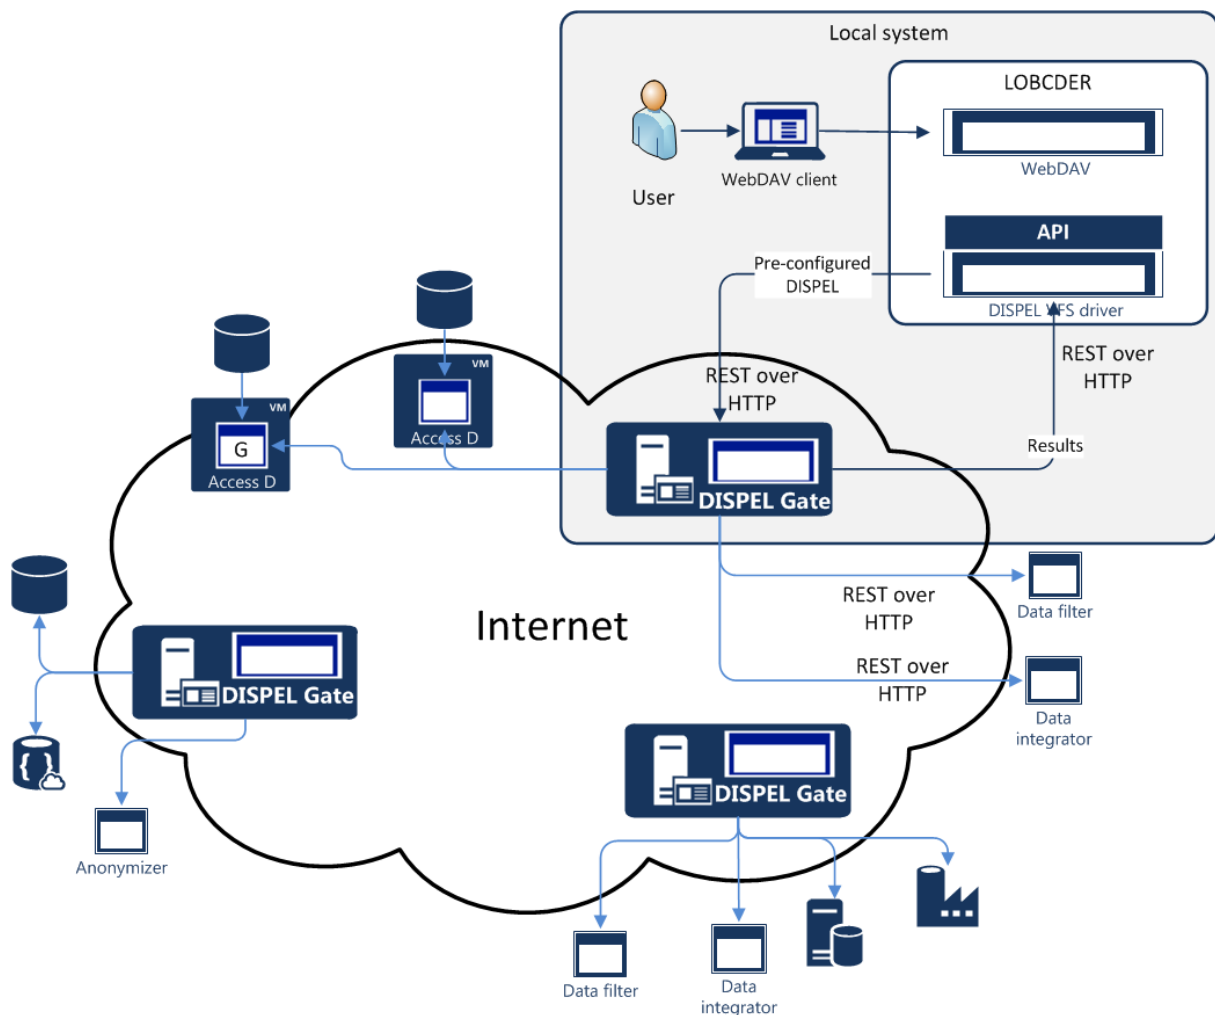 Local system
LOBCDER
WebDAV
User
WebDAV client
API
DISPEL VFS driver
Pre-configured
DISPEL
REST over
HTTP
REST over
HTTP
Results
VM
Access D
VM
G
Access D
DISPEL Gate
REST over
HTTP
Data filter
Internet
REST over
HTTP
Data
integrator
DISPEL Gate
{ }
Anonymizer
DISPEL Gate
Data filter
Data
integrator